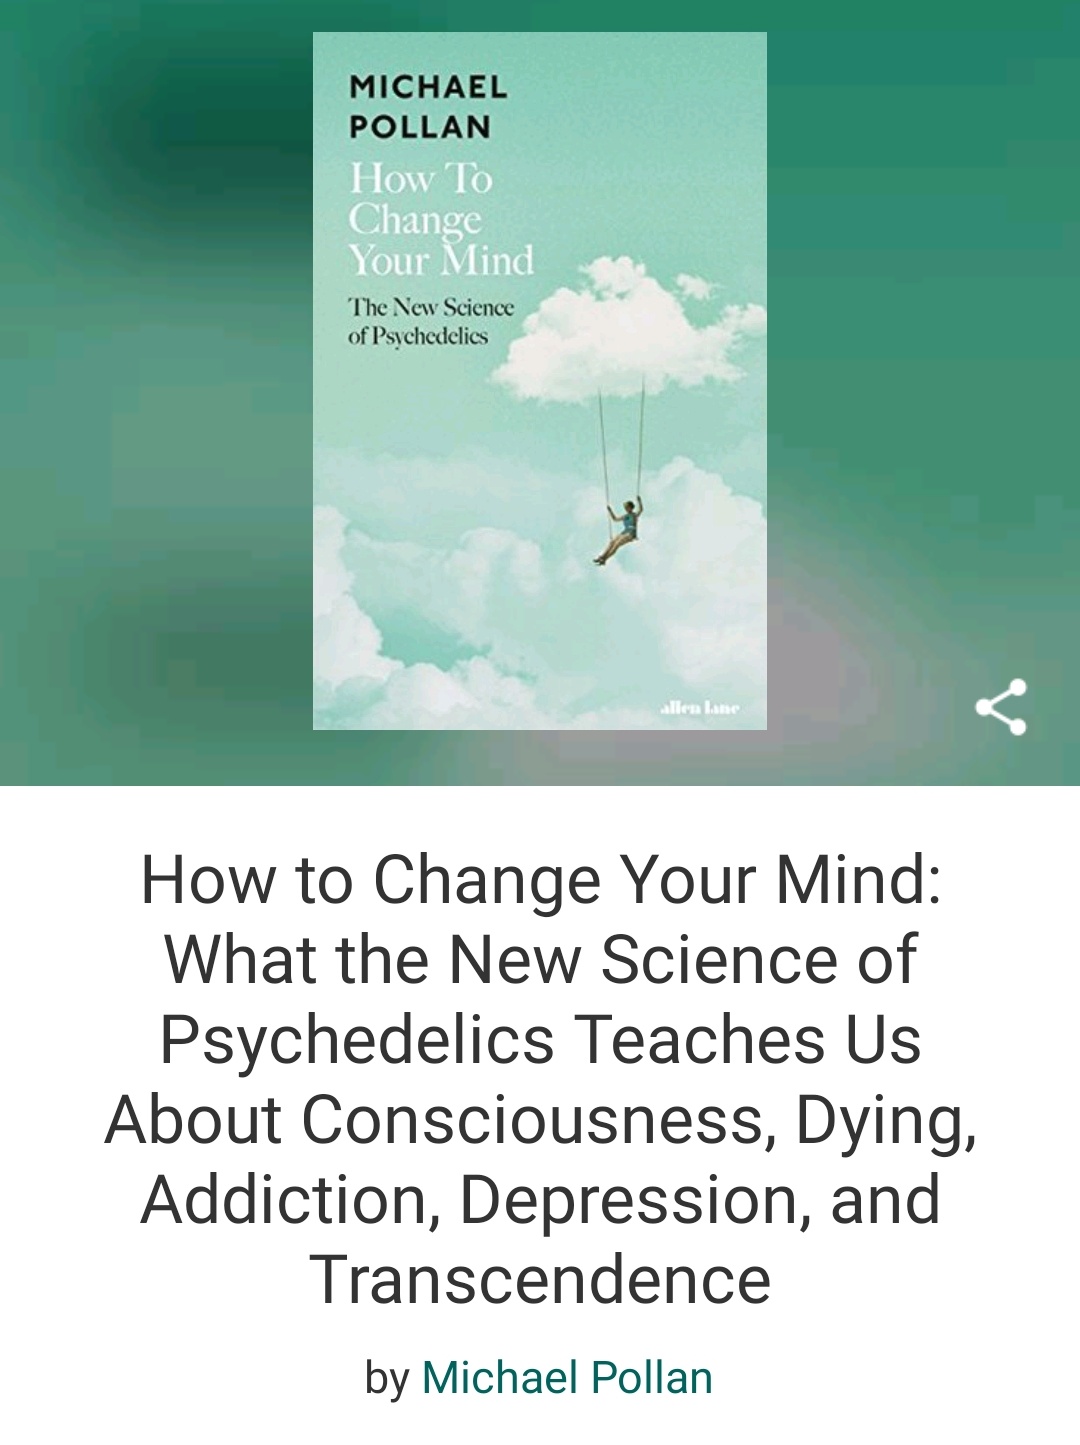 MICHAEL
POLLAN
How To
Change
Your Mind
The New Science
of Psychedelics
allen lane
How to Change Your Mind:
What the New Science of
Psychedelics Teaches Us
About Consciousness, Dying,
Addiction, Depression, and
Transcendence
by Michael Pollan